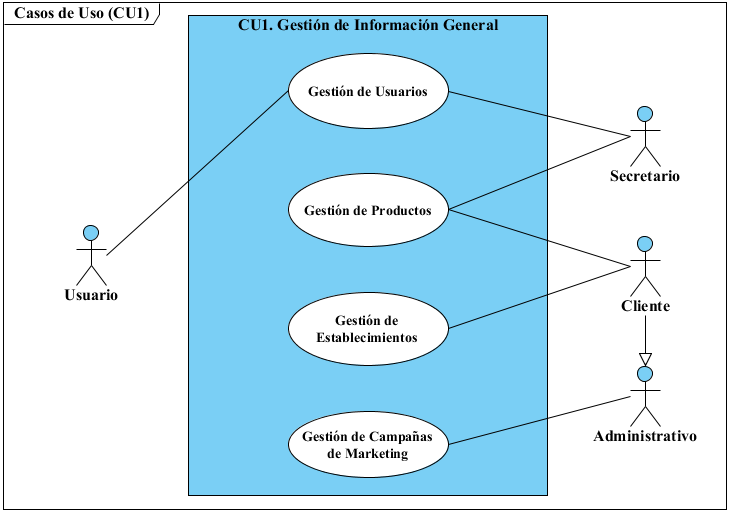 Casos de Uso (CU1)
CU1. Gestión de Información General
Gestión de Usuarios
Secretario
Gestión de Productos
Usuario
Cliente
Gestión de
Establecimientos
Administrativo
Gestión de Campañas
de Marketing